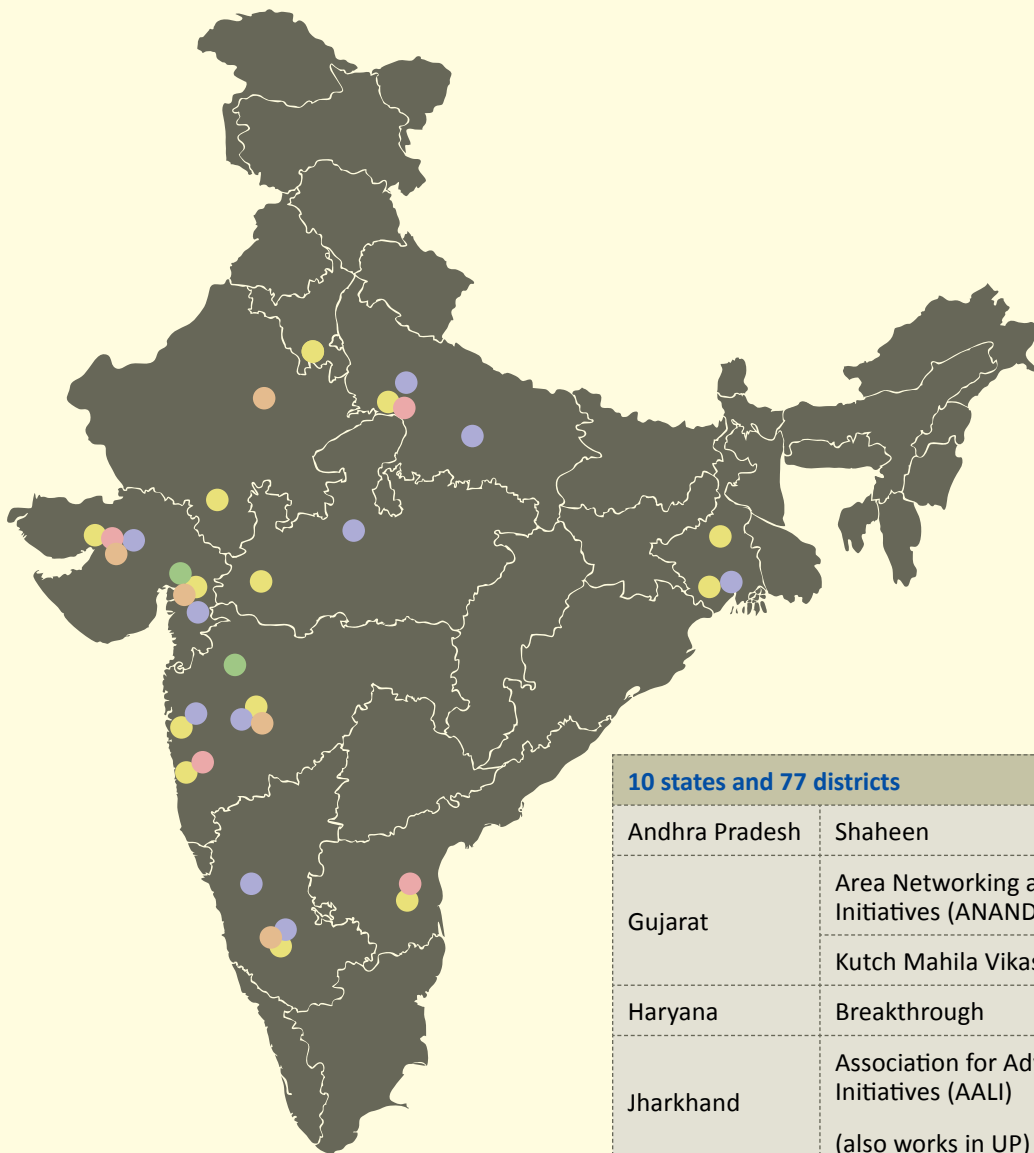 10 states and 77 districts
Andhra Pradesh
Shaheen
Gujarat
Area Networking
Initiatives (ANAND
Kutch Mahila Vikas
Haryana
Breakthrough
Jharkhand
Association for
Initiatives (AALI)
(also works in UP)